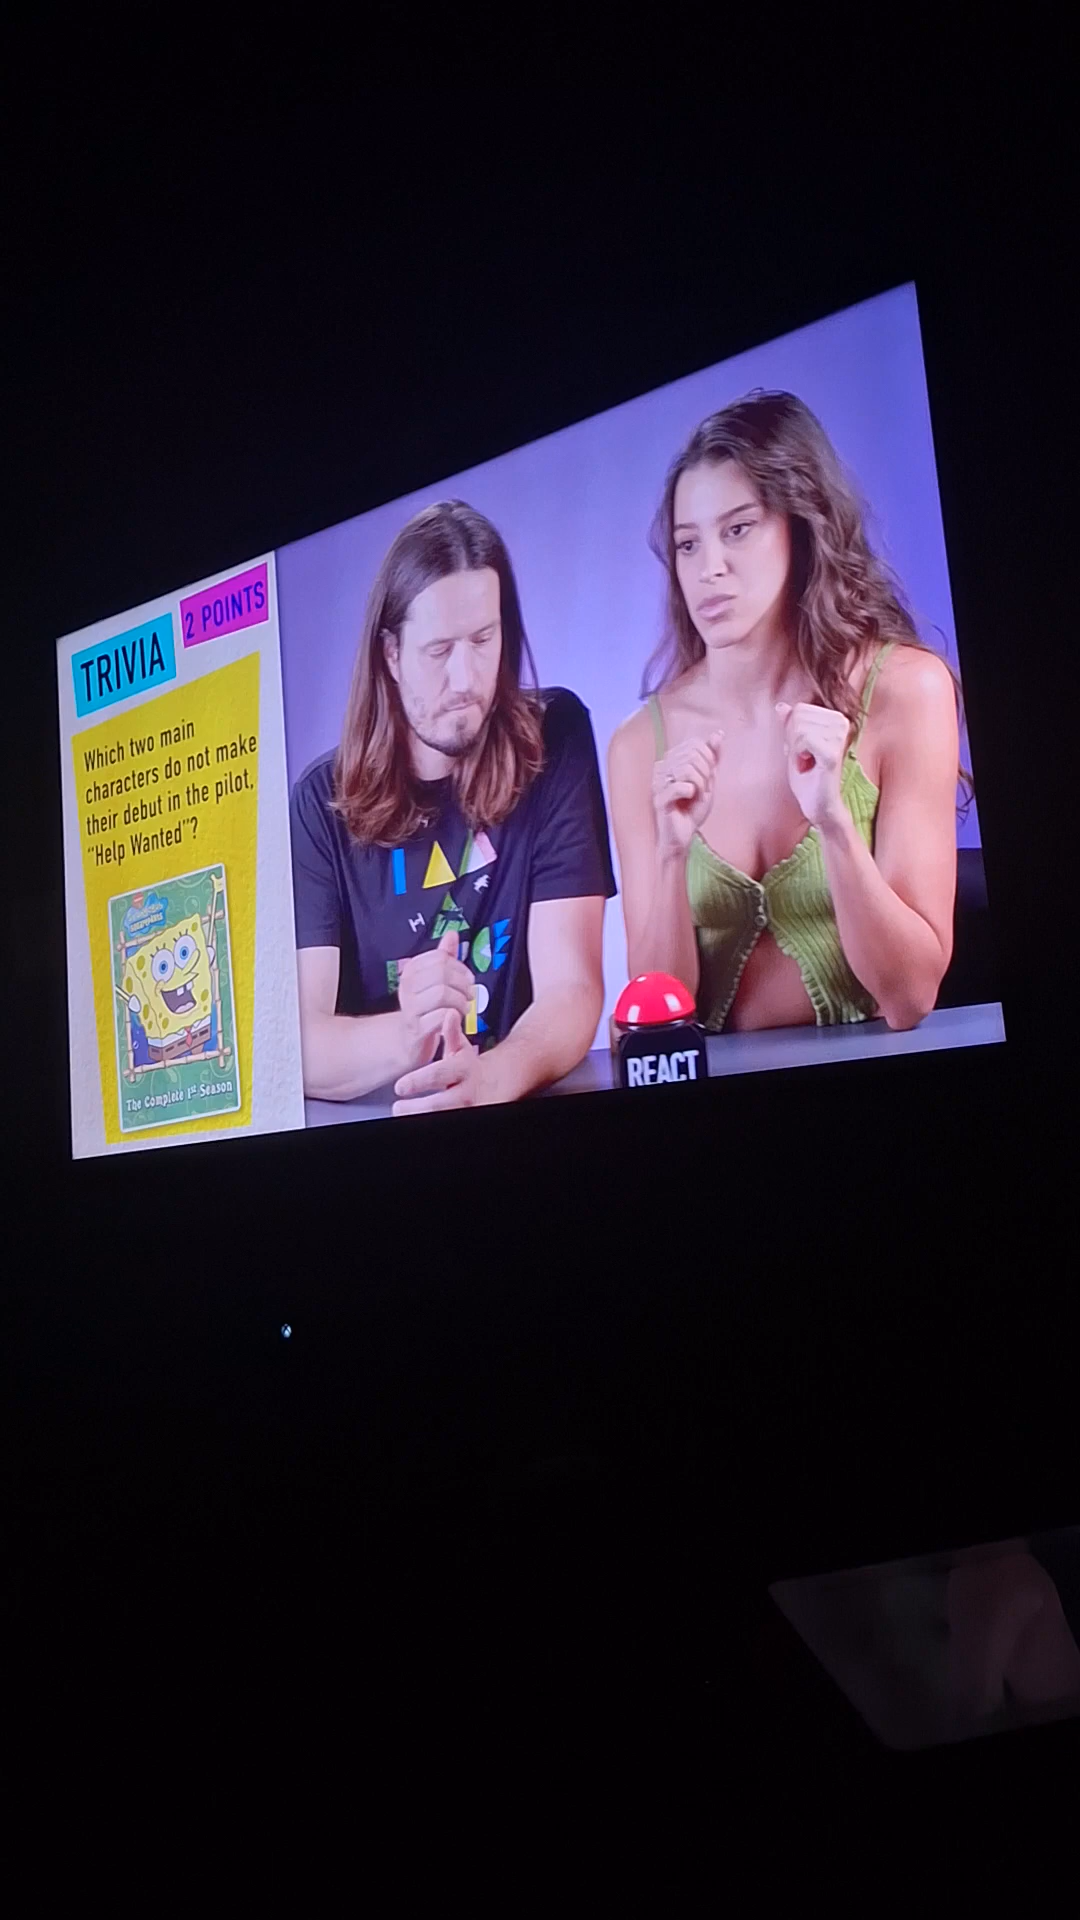 TRIVIA
2 POINTS
Which two main
characters do not make
their debut in the pilot,
“Help Wanted”?
The Complete 1st Season
REACT